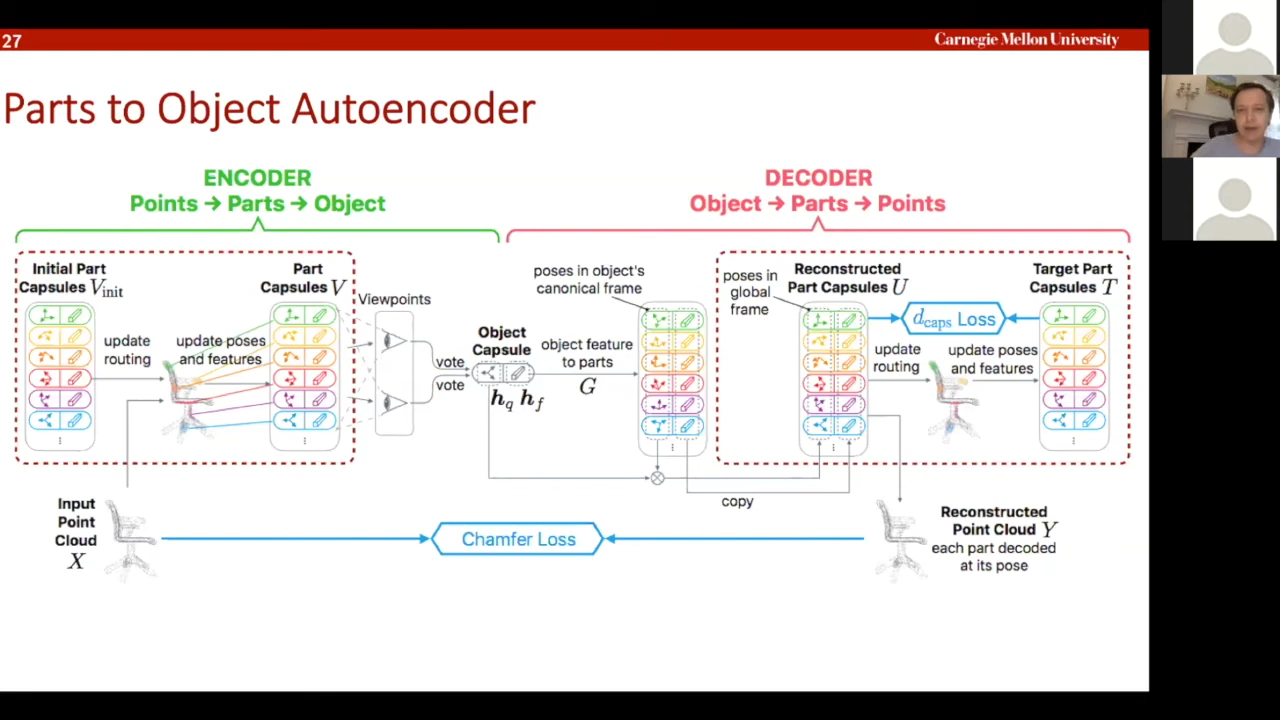 27
Carnegie Mellon University
Parts to Object Autoencoder
ENCODER
Points → Parts → Object
DECODER
Object → Parts → Points
Initial Part
Capsules V_init
Part
Capsules V
update
routing
update poses
and features
Viewpoints
vote
vote
Object
Capsule
h_q h_f
poses in object's
canonical frame
object feature
to parts
G
poses in
global
frame
Reconstructed
Part Capsules U
d_caps Loss
Target Part
Capsules T
update
routing
update poses
and features
copy
Input
Point
Cloud
X
Chamfer Loss
Reconstructed
Point Cloud Y
each part decoded
at its pose